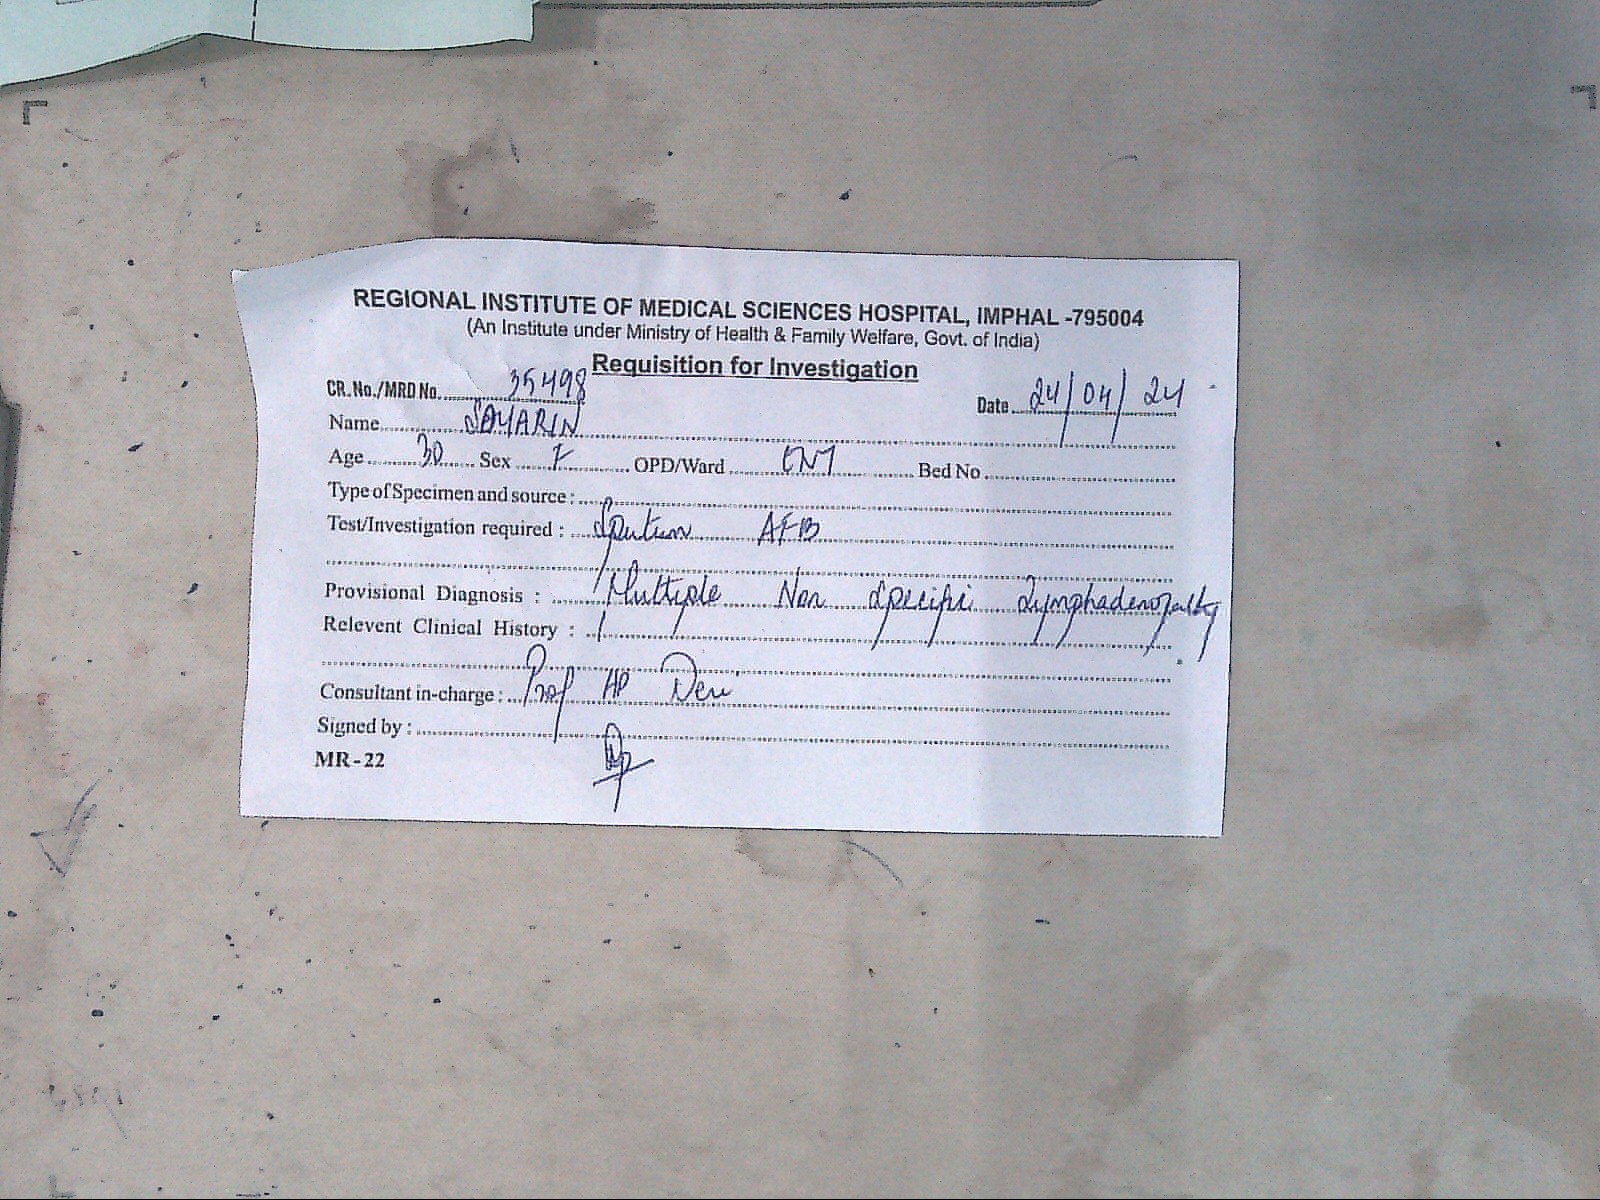 REGIONAL INSTITUTE OF MEDICAL SCIENCES HOSPITAL, IMPHAL -795004
(An Institute under Ministry of Health & Family Welfare, Govt. of India)
Requisition for Investigation
CR. No./MRD No. 35498 Date 24/04/24
Name
Age 30 Sex F OPD/Ward ENT Bed No
Type of Specimen and source :
Test/Investigation required : Sputum AFB
Provisional Diagnosis : Multiple Non specific Lymphadenopathy
Relevent Clinical History :
Consultant in-charge : Prof HP
Signed by :
MR - 22